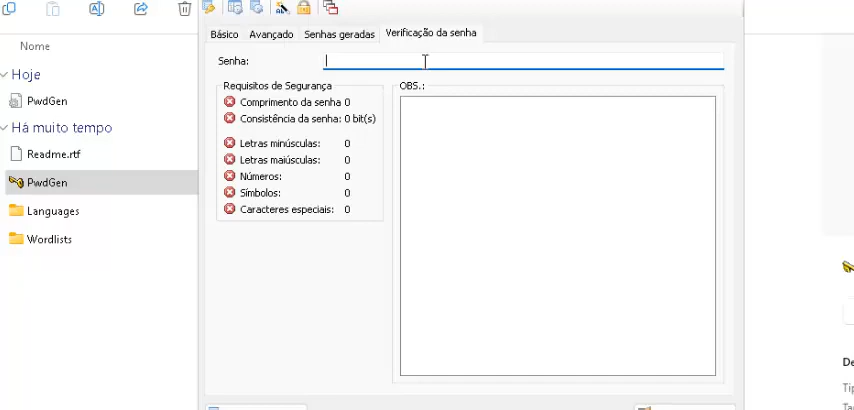 Nome
Hoje
PwdGen
Há muito tempo
Readme.rtf
PwdGen
Languages
Wordlists
Básico
Avançado
Senhas geradas
Verificação da senha
Senha:
Requisitos de Segurança
Comprimento da senha 0
Consistência da senha: 0 bit(s)
Letras minúsculas: 0
Letras maiúsculas: 0
Números: 0
Símbolos: 0
Caracteres especiais: 0
OBS.:
De
Tip